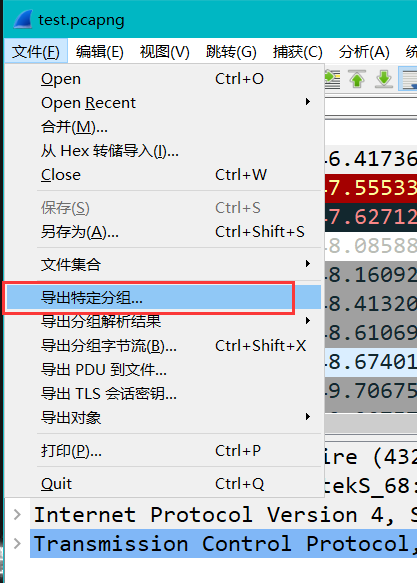 test.pcapng
文件(F) 编辑(E) 视图(V) 跳转(G) 捕获(C) 分析(A)
Open Ctrl+O
Open Recent
合并(M)...
从 Hex 转储导入(I)...
Close Ctrl+W
保存(S) Ctrl+S
另存为(A)... Ctrl+Shift+S
文件集合
导出特定分组...
导出分组解析结果
导出分组字节流(B)... Ctrl+Shift+X
导出 PDU 到文件...
导出 TLS 会话密钥...
导出对象
打印(P)... Ctrl+P
Quit Ctrl+Q
6.41736
7.55533
7.62712
8.08588
8.16092
8.41320
8.61069
8.67401
9.70675
ire (432
tekS_68:
Internet Protocol Version 4, S
Transmission Control Protocol,